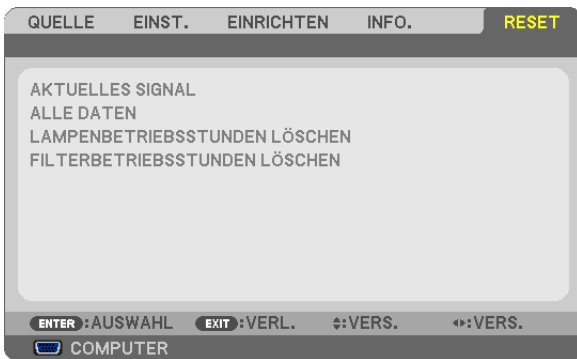 QUELLE EINST. EINRICHTEN INFO. RESET
AKTUELLES SIGNAL
ALLE DATEN
LAMPENBETRIEBSSTUNDEN LÖSCHEN
FILTERBETRIEBSSTUNDEN LÖSCHEN
ENTER :AUSWAHL EXIT :VERL. :VERS. :VERS.
COMPUTER